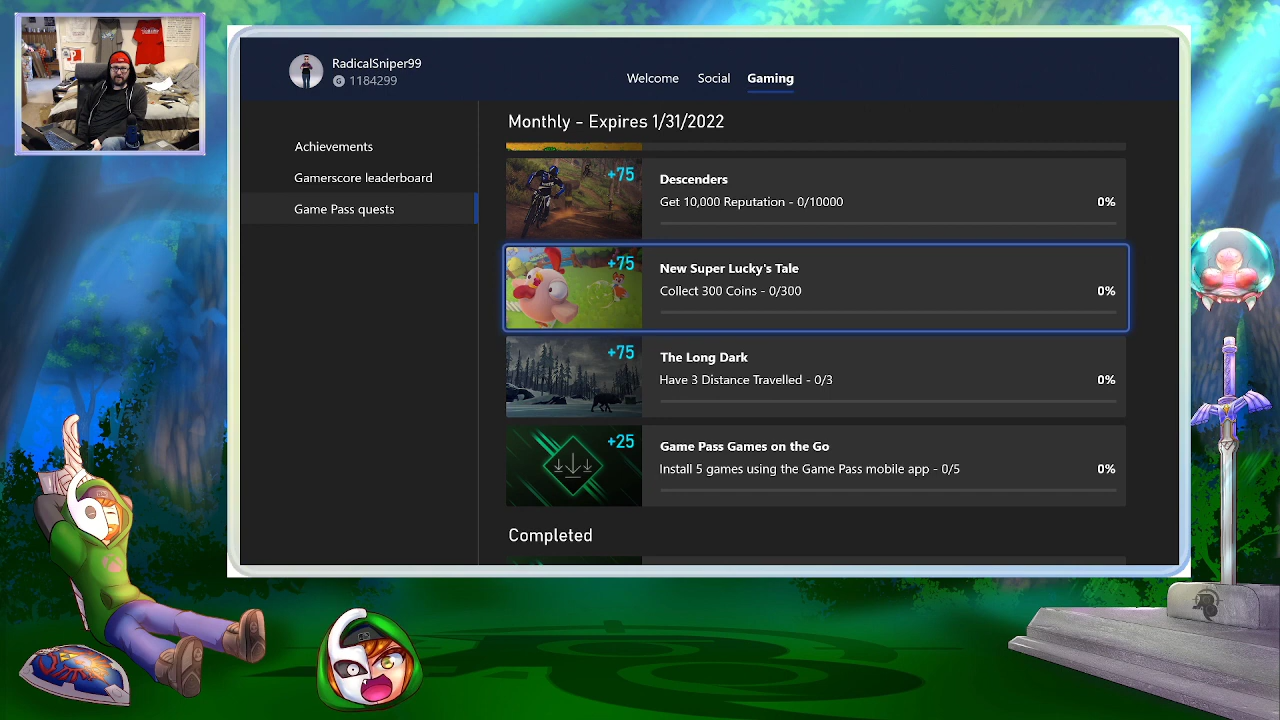 RadicalSniper99
G 1184299
Welcome Social Gaming
Achievements
Gamerscore leaderboard
Game Pass quests
Monthly - Expires 1/31/2022
+75
Descenders
Get 10,000 Reputation - 0/10000
0%
+75
New Super Lucky's Tale
Collect 300 Coins - 0/300
0%
+75
The Long Dark
Have 3 Distance Travelled - 0/3
0%
+25
Game Pass Games on the Go
Install 5 games using the Game Pass mobile app - 0/5
0%
Completed